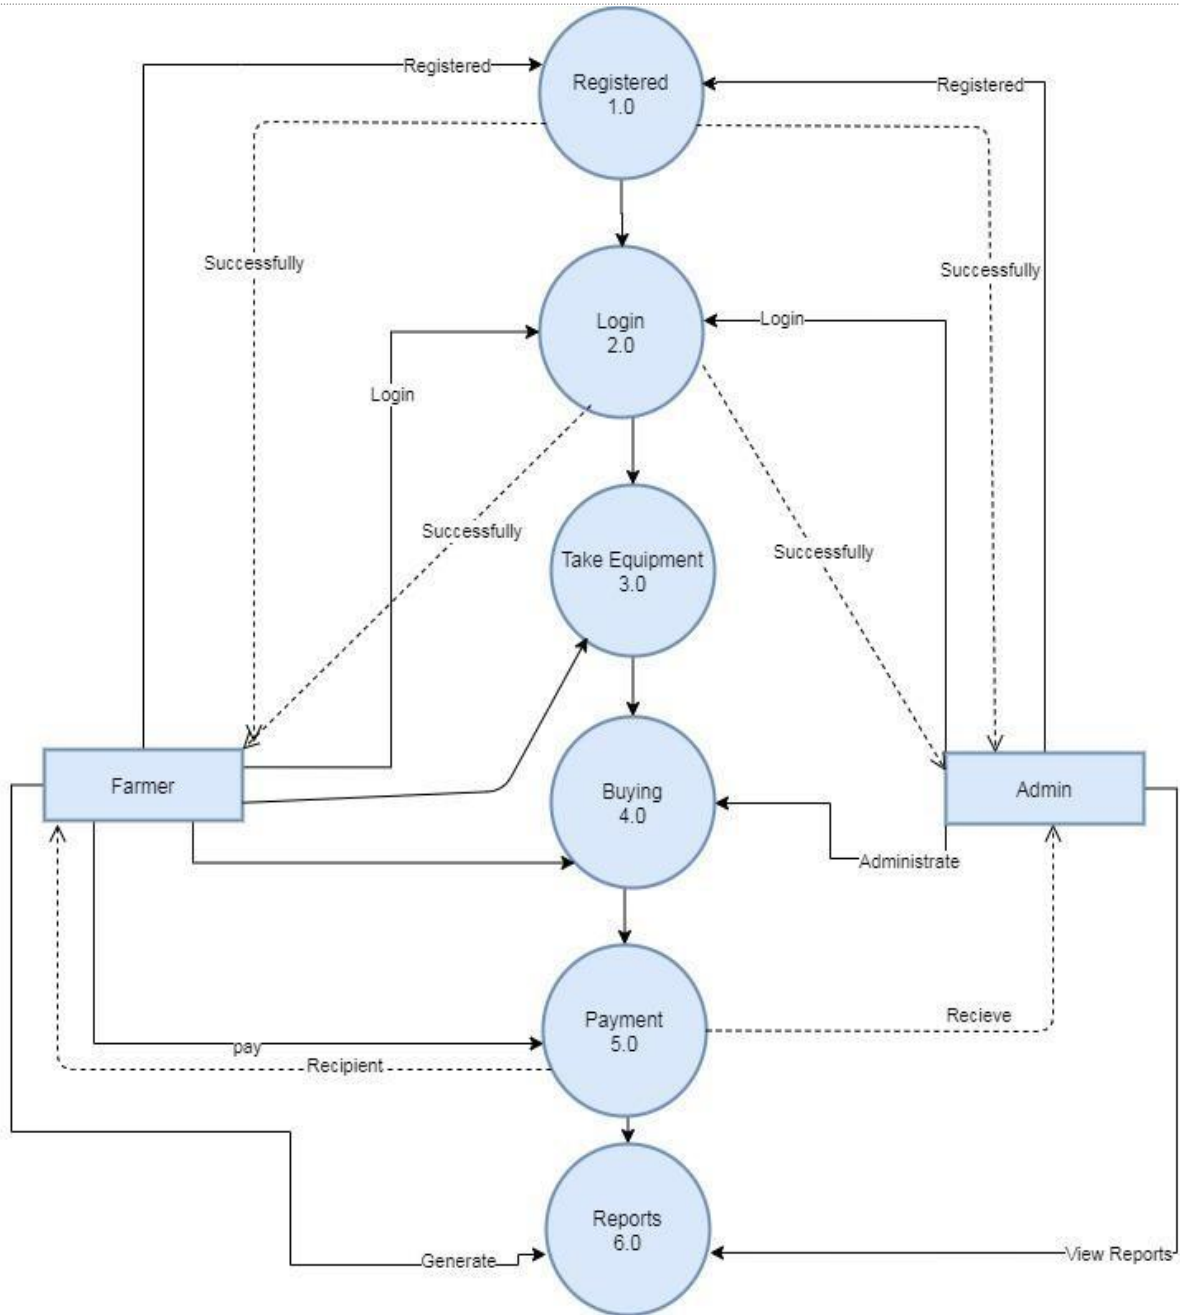 Registered
Registered
1.0
Registered
Successfully
Successfully
Login
2.0
Login
Login
Successfully
Successfully
Take Equipment
3.0
Farmer
Buying
4.0
Admin
Administrate
Payment
5.0
Recieve
pay
Recipient
Reports
6.0
Generate
View Reports